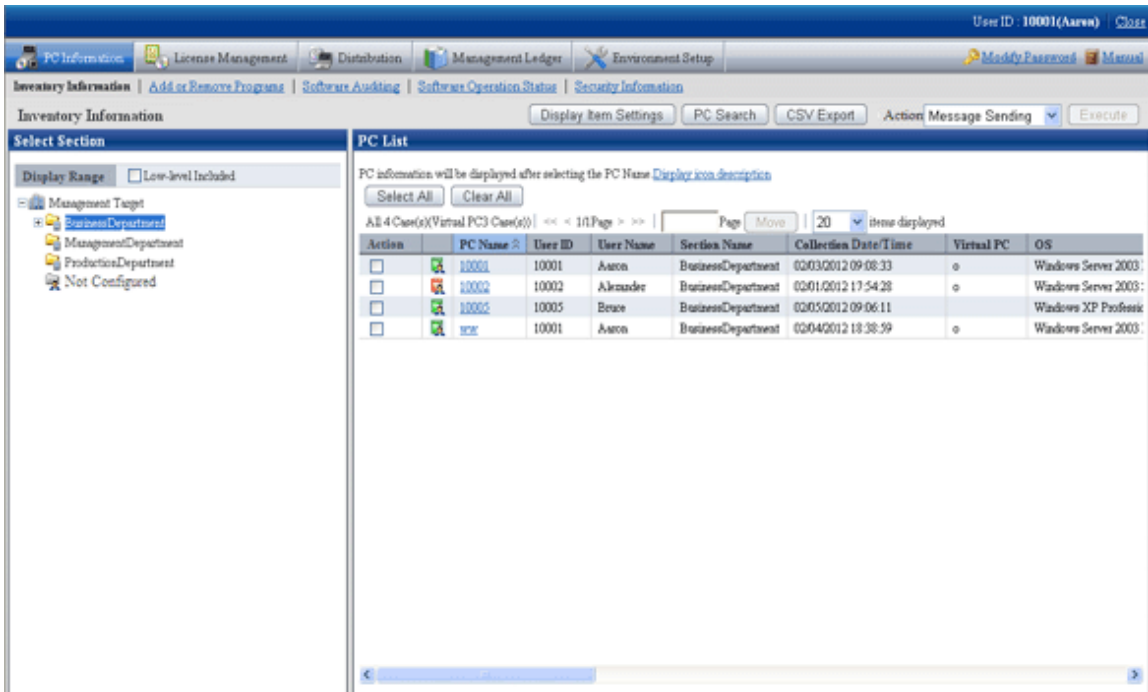 User ID : 10001(Aaron) Close
PC Information License Management Distribution Management Ledger Environment Setup Modify Password Manual
Inventory Information | Add or Remove Programs | Software Auditing | Software Operation Status | Security Information
Inventory Information Display Item Settings PC Search CSV Export Action Message Sending Execute
Select Section
Display Range Low-level Included
Management Target
BusinessDepartment
ManagementDepartment
ProductionDepartment
Not Configured
PC List
PC information will be displayed after selecting the PC Name. Display icon description
Select All Clear All
All 4 Case(s)(Virtual PC3 Case(s)) | << < 1/1Page > >> | Page Move | 20 items displayed
Action PC Name User ID User Name Section Name Collection Date/Time Virtual PC OS
10001 10001 Aaron BusinessDepartment 02/03/2012 09:08:33 o Windows Server 2003
10002 10002 Alexander BusinessDepartment 02/01/2012 17:54:28 o Windows Server 2003
10005 10005 Bruce BusinessDepartment 02/05/2012 09:06:11 Windows XP Professio
ww 10001 Aaron BusinessDepartment 02/04/2012 18:38:59 o Windows Server 2003